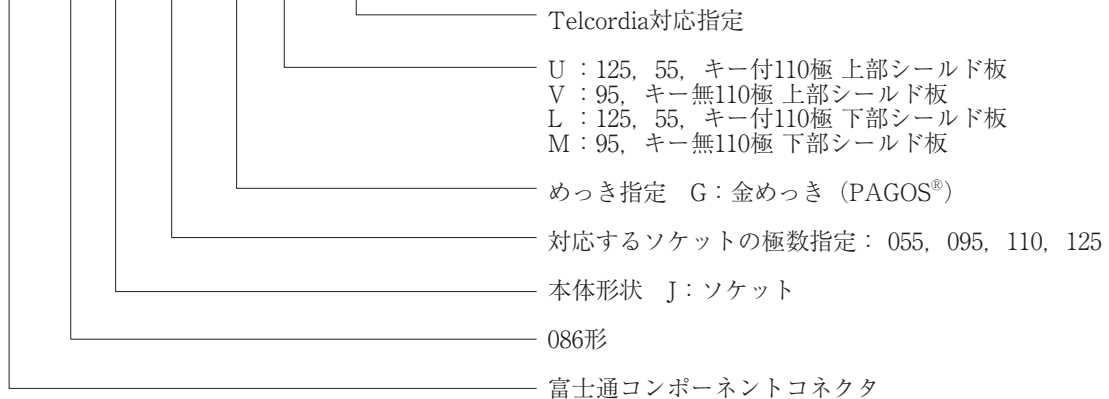 Telcordia対応指定
U：125, 55, キー付110極 上部シールド板
V：95, キー無110極 上部シールド板
L：125, 55, キー付110極 下部シールド板
M：95, キー無110極 下部シールド板
めっき指定　G：金めっき（PAGOS®）
対応するソケットの極数指定： 055, 095, 110, 125
本体形状　J：ソケット
086形
富士通コンポーネントコネクタ